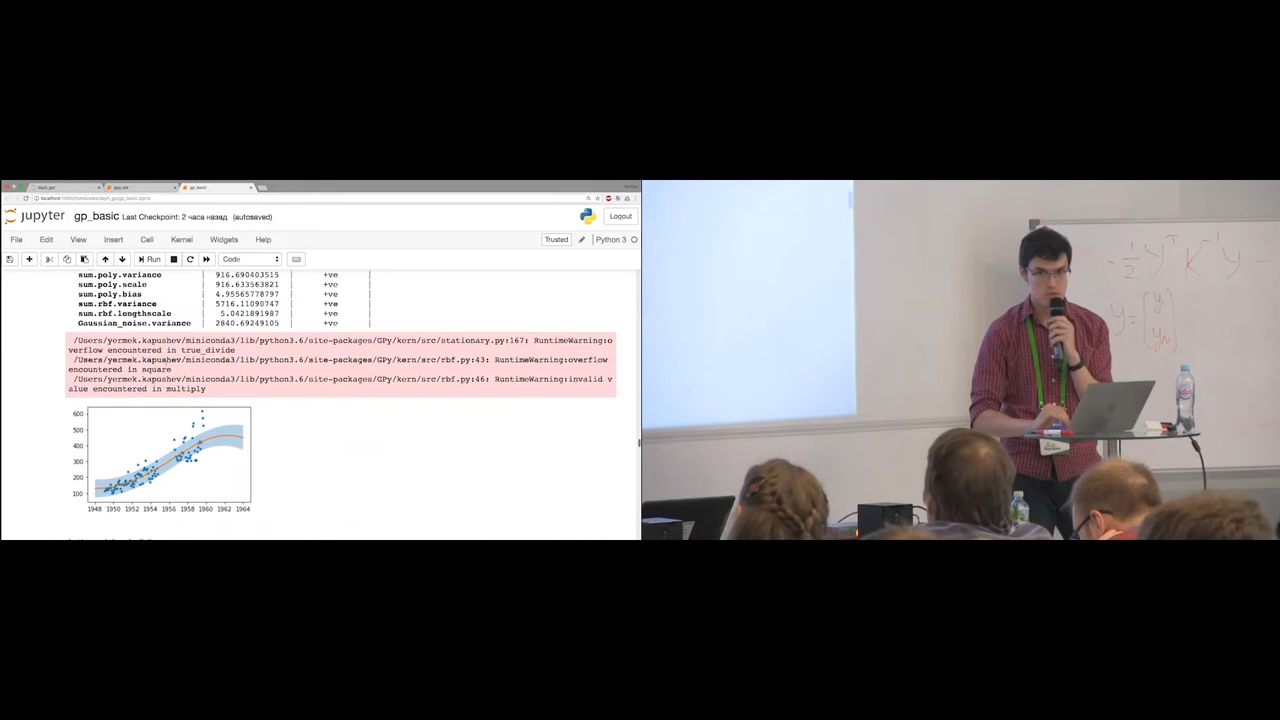 gp_basic
localhost
jupyter gp_basic Last Checkpoint: 2 часа назад (autosaved)
Logout
File Edit View Insert Cell Kernel Widgets Help
Trusted Python 3
Run Code
sum.poly.variance | 916.690403515 | +ve |
sum.poly.scale | 916.633563821 | +ve |
sum.poly.bias | 4.95565778797 | +ve |
sum.rbf.variance | 5716.11090747 | +ve |
sum.rbf.lengthscale | 5.0421891987 | +ve |
Gaussian_noise.variance | 2840.69249105 | +ve |
/Users/yermek.kapushev/miniconda3/lib/python3.6/site-packages/GPy/kern/src/stationary.py:167: RuntimeWarning:o
verflow encountered in true_divide
/Users/yermek.kapushev/miniconda3/lib/python3.6/site-packages/GPy/kern/src/rbf.py:43: RuntimeWarning:overflow
encountered in square
/Users/yermek.kapushev/miniconda3/lib/python3.6/site-packages/GPy/kern/src/rbf.py:46: RuntimeWarning:invalid v
alue encountered in multiply
600
500
400
300
200
100
1948 1950 1952 1954 1956 1958 1960 1962 1964
-1/2 y^T K^-1 y -
y = [y1
yN]